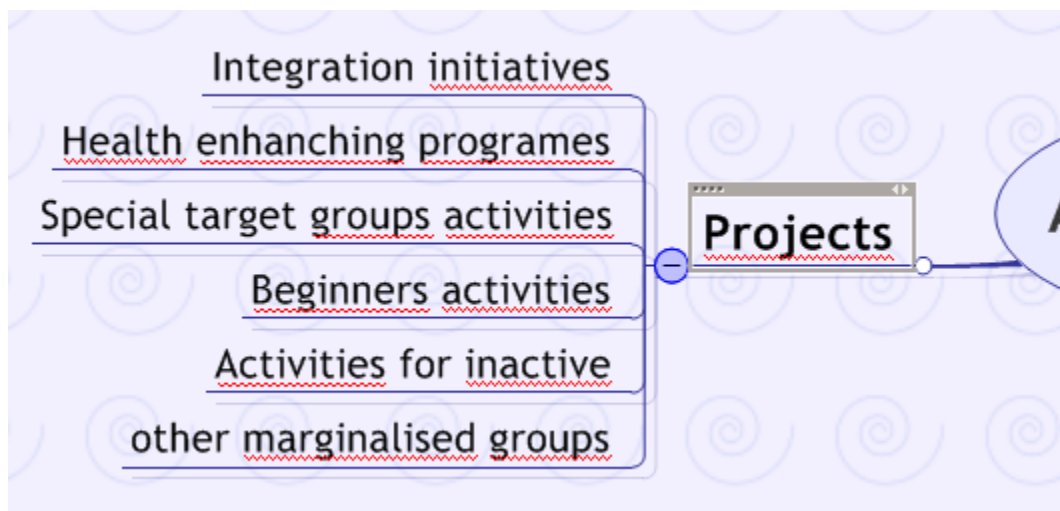 Integration initiatives
Health enhanching programes
Special target groups activities
Projects
Beginners activities
Activities for inactive
other marginalised groups